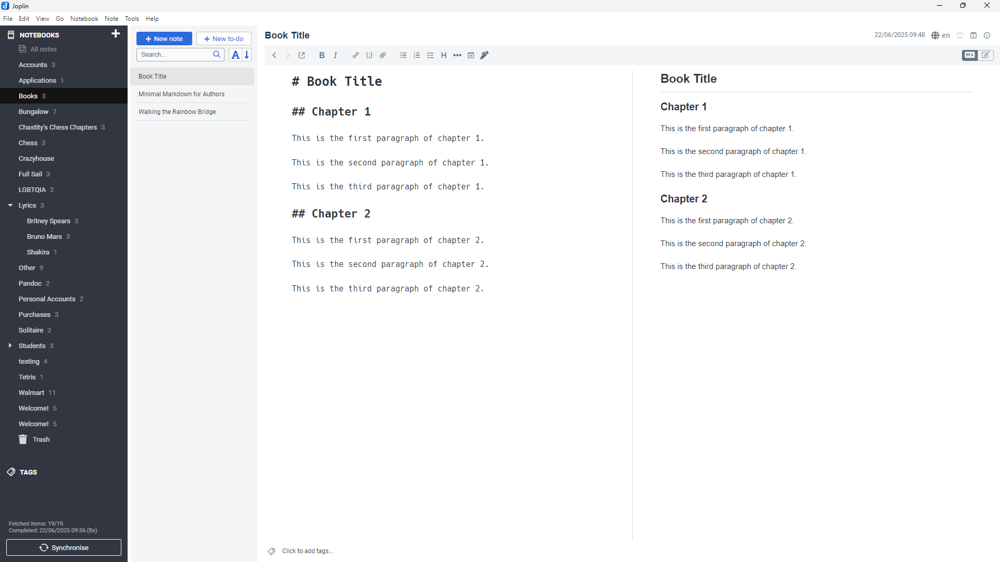 Joplin
File Edit View Go Notebook Note Tools Help
NOTEBOOKS
All notes
Accounts 3
Applications 1
Books 3
Bungalow 7
Chastity's Chess Chapters 3
Chess 3
Crazyhouse
Full Sail 3
LGBTQIA 2
Lyrics 3
Britney Spears 3
Bruno Mars 3
Shakira 1
Other 9
Pandoc 2
Personal Accounts 2
Purchases 3
Solitaire 2
Students 3
testing 4
Tetris 1
Walmart 11
Welcome! 5
Welcome! 5
Trash
TAGS
Fetched items: 19/19.
Completed: 22/06/2025 09:56 (8s)
Synchronise
+ New note + New to-do
Search... A
Book Title
Minimal Markdown for Authors
Walking the Rainbow Bridge
Book Title
22/06/2025 09:48 en
B I {;} H M↓
# Book Title
## Chapter 1
This is the first paragraph of chapter 1.
This is the second paragraph of chapter 1.
This is the third paragraph of chapter 1.
## Chapter 2
This is the first paragraph of chapter 2.
This is the second paragraph of chapter 2.
This is the third paragraph of chapter 2.
Book Title
Chapter 1
This is the first paragraph of chapter 1.
This is the second paragraph of chapter 1.
This is the third paragraph of chapter 1.
Chapter 2
This is the first paragraph of chapter 2.
This is the second paragraph of chapter 2.
This is the third paragraph of chapter 2.
Click to add tags...